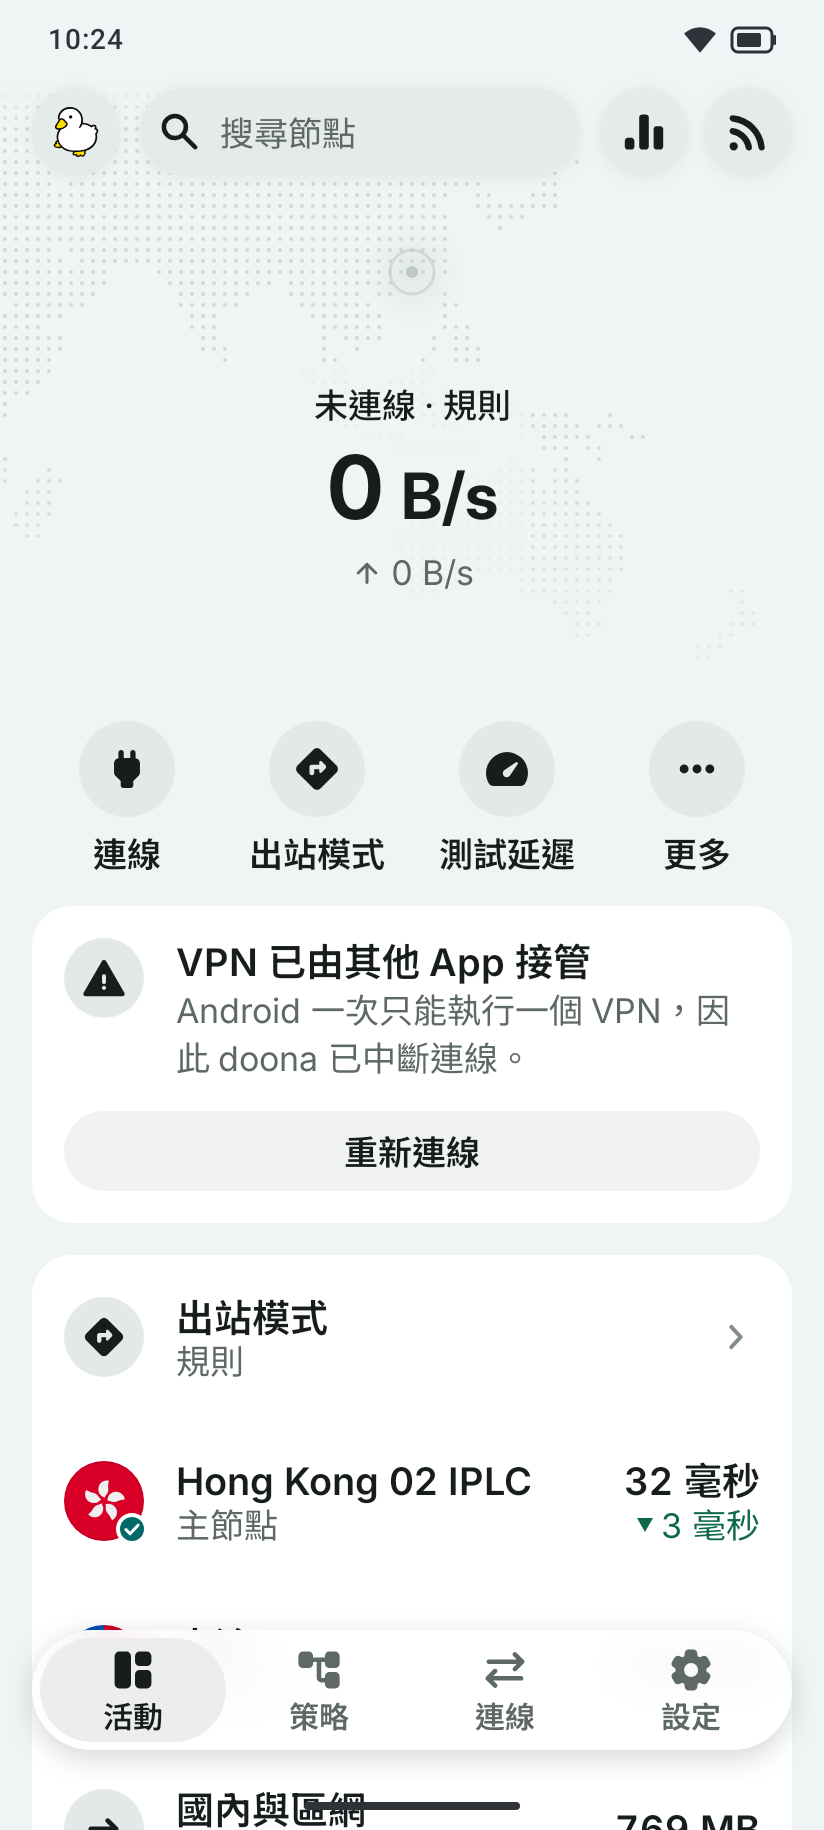 10:24
搜尋節點
未連線 · 規則
0 B/s
↑ 0 B/s
連線
出站模式
測試延遲
更多
VPN 已由其他 App 接管
Android 一次只能執行一個 VPN，因
此 doona 已中斷連線。
重新連線
出站模式
規則
Hong Kong 02 IPLC
32 毫秒
主節點
▼3 毫秒
活動
策略
連線
設定
國內與區網
769 MB